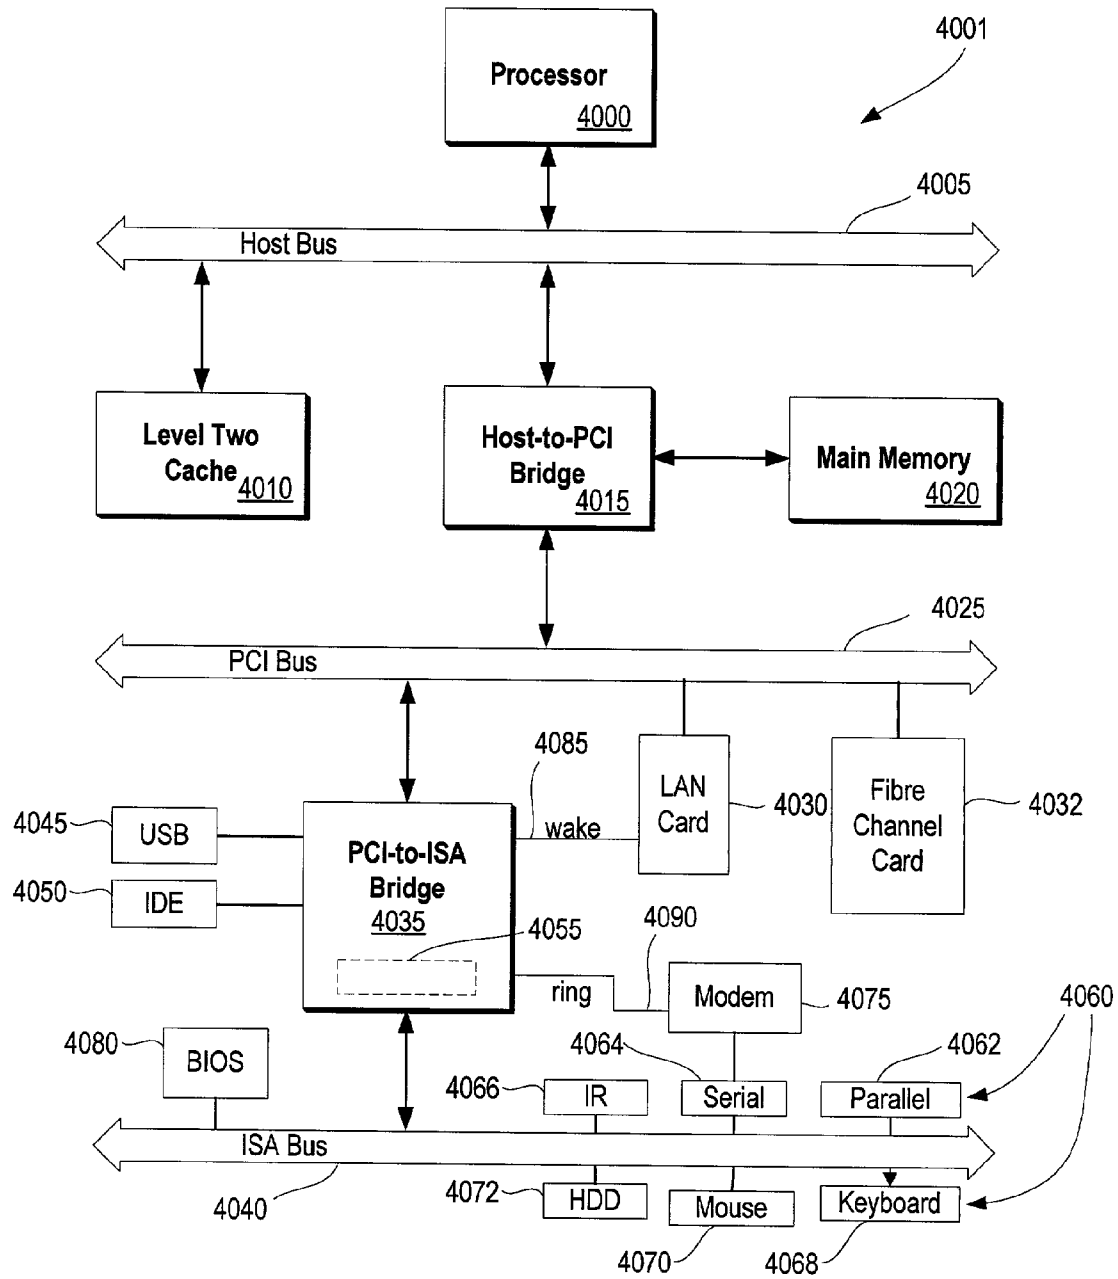 4001
Processor
4000
4005
Host Bus
Level Two
Cache
4010
Host-to-PCI
Bridge
4015
Main Memory
4020
4025
PCI Bus
4085
wake
LAN
Card
4030
Fibre
Channel
Card
4032
4045
USB
4050
IDE
PCI-to-ISA
Bridge
4035
4055
ring
4090
Modem
4075
4060
4080
BIOS
4066
IR
4064
Serial
4062
Parallel
ISA Bus
4040
4072
HDD
Mouse
4070
Keyboard
4068